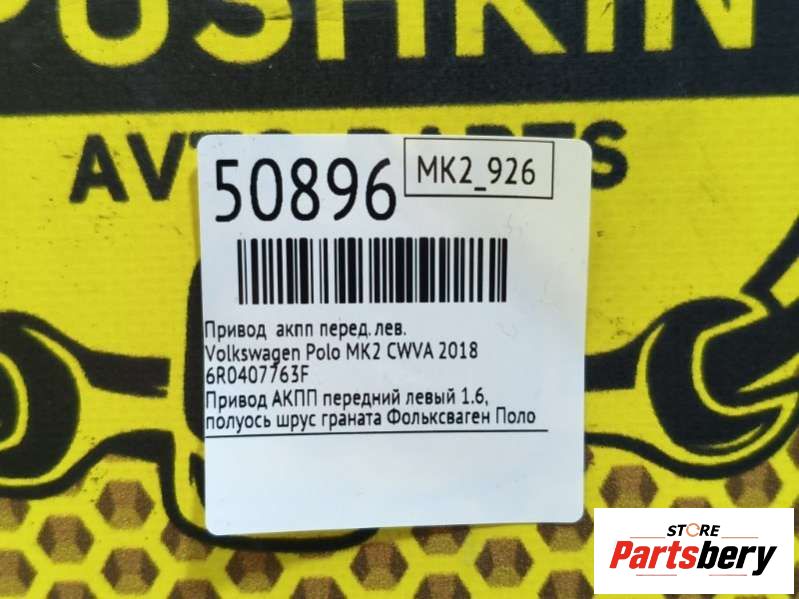 PUSHKIN
AVTO PARTS
50896
MK2_926
Привод акпп перед. лев.
Volkswagen Polo MK2 CWVA 2018
6R0407763F
Привод АКПП передний левый 1.6,
полуось шрус граната Фольксваген Поло
STORE
Partsbery